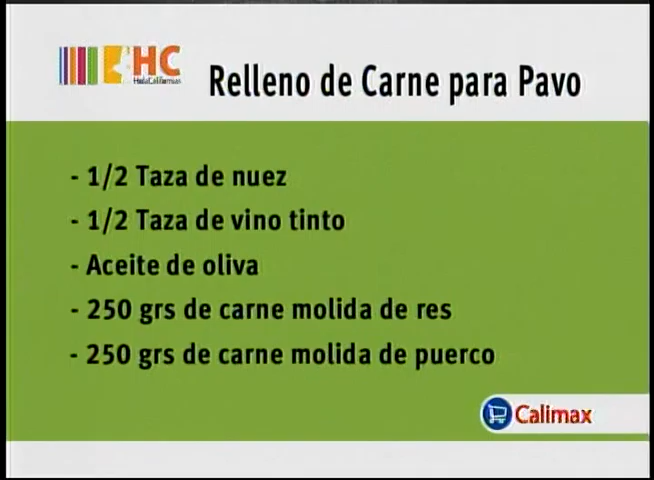 HC
HolaCalifornias
Relleno de Carne para Pavo
- 1/2 Taza de nuez
- 1/2 Taza de vino tinto
- Aceite de oliva
- 250 grs de carne molida de res
- 250 grs de carne molida de puerco
Calimax